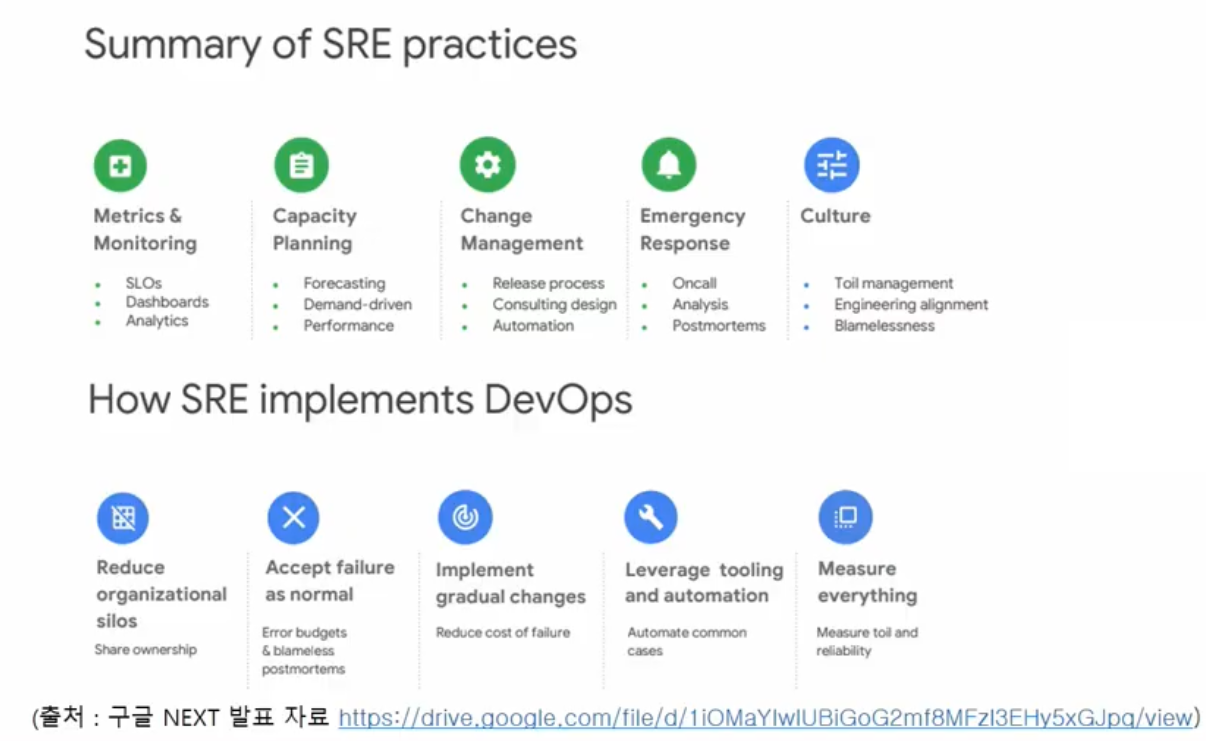 Summary of SRE practices
Metrics &
Monitoring
SLOs
Dashboards
Analytics
Capacity
Planning
Forecasting
Demand-driven
Performance
Change
Management
Release process
Consulting design
Automation
Emergency
Response
Oncall
Analysis
Postmortems
Culture
Toil management
Engineering alignment
Blamelessness
How SRE implements DevOps
Reduce
organizational
silos
Share ownership
Accept failure
as normal
Error budgets
& blameless
postmortems
Implement
gradual changes
Reduce cost of failure
Leverage tooling
and automation
Automate common
cases
Measure
everything
Measure toil and
reliability
(출처 : 구글 NEXT 발표 자료 https://drive.google.com/file/d/1iOMaYIwIUBiGoG2mf8MFzI3EHy5xGJpq/view)